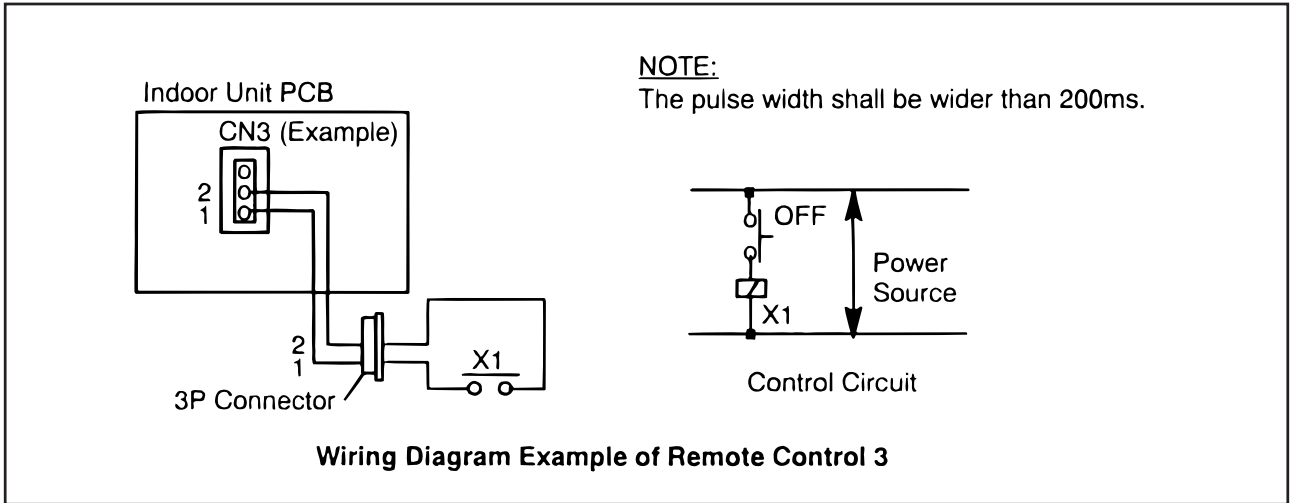 Indoor Unit PCB
CN3 (Example)
2
1
2
1
X1
3P Connector
NOTE:
The pulse width shall be wider than 200ms.
OFF
Power
Source
X1
Control Circuit
Wiring Diagram Example of Remote Control 3